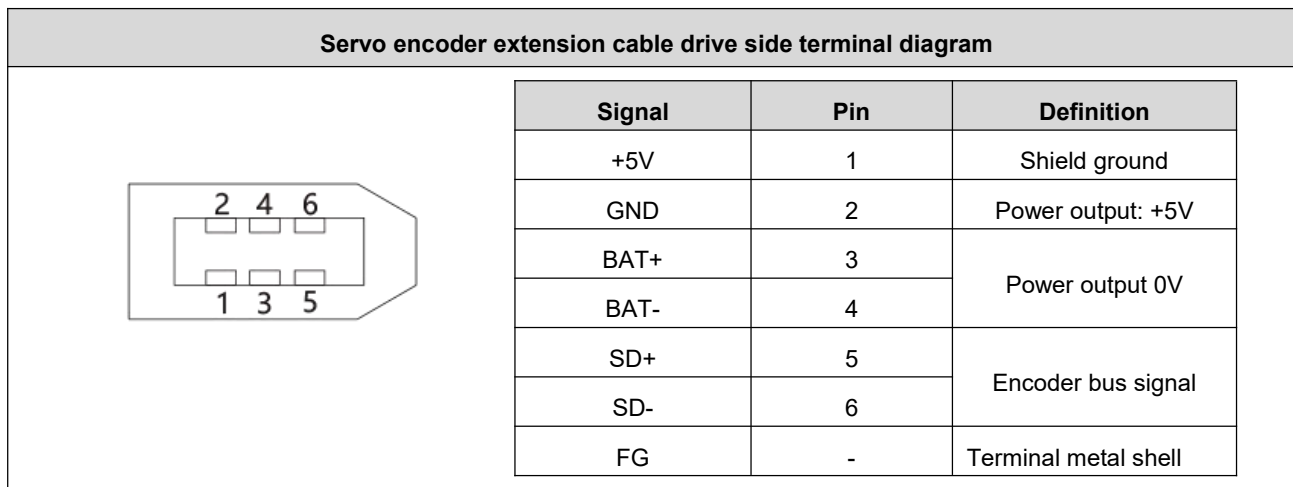 Servo encoder extension cable drive side terminal diagram
2 4 6
1 3 5
Signal Pin Definition
+5V 1 Shield ground
GND 2 Power output: +5V
BAT+ 3
Power output 0V
BAT- 4
SD+ 5
Encoder bus signal
SD- 6
FG - Terminal metal shell